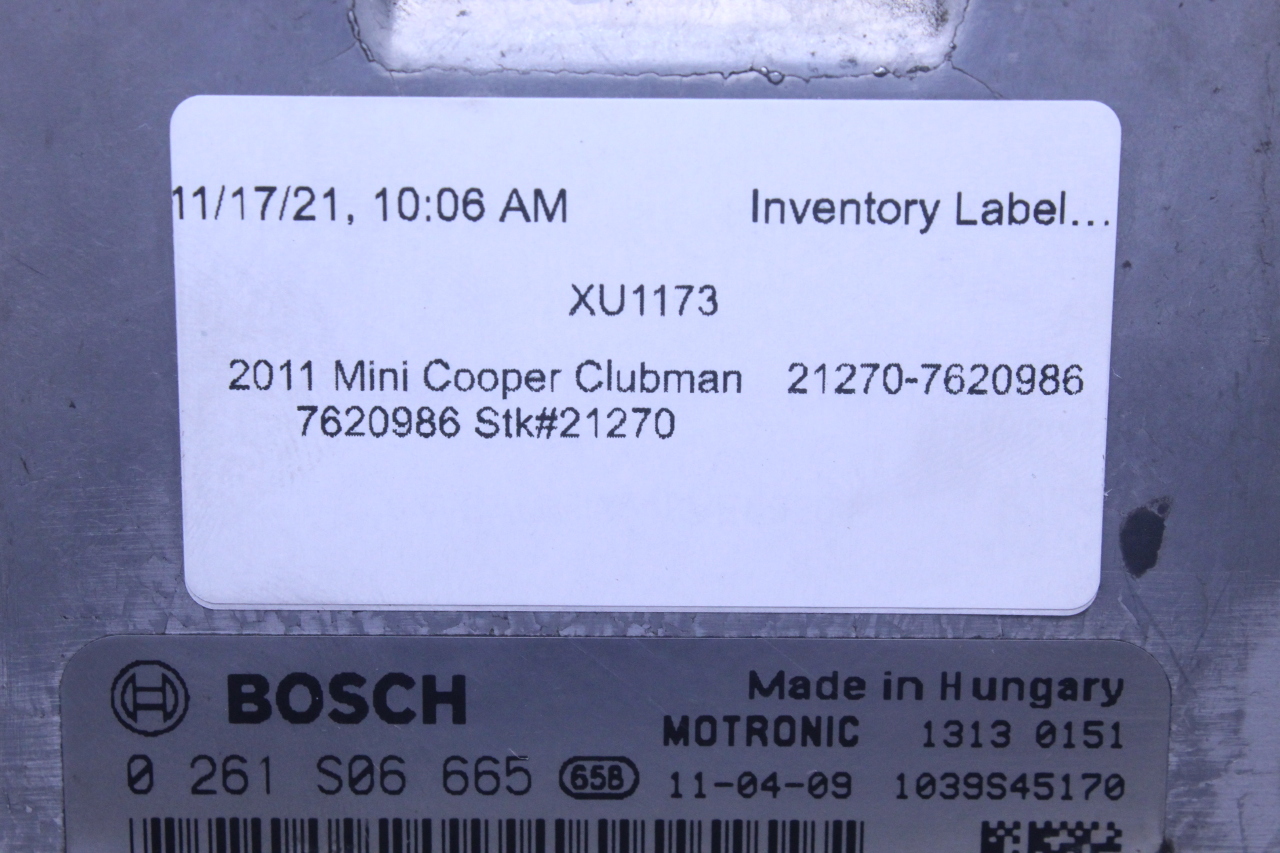 11/17/21, 10:06 AM Inventory Label...
XU1173
2011 Mini Cooper Clubman 21270-7620986
7620986 Stk#21270
BOSCH Made in Hungary
MOTRONIC 1313 0151
0 261 S06 665 65B 11-04-09 1039S45170